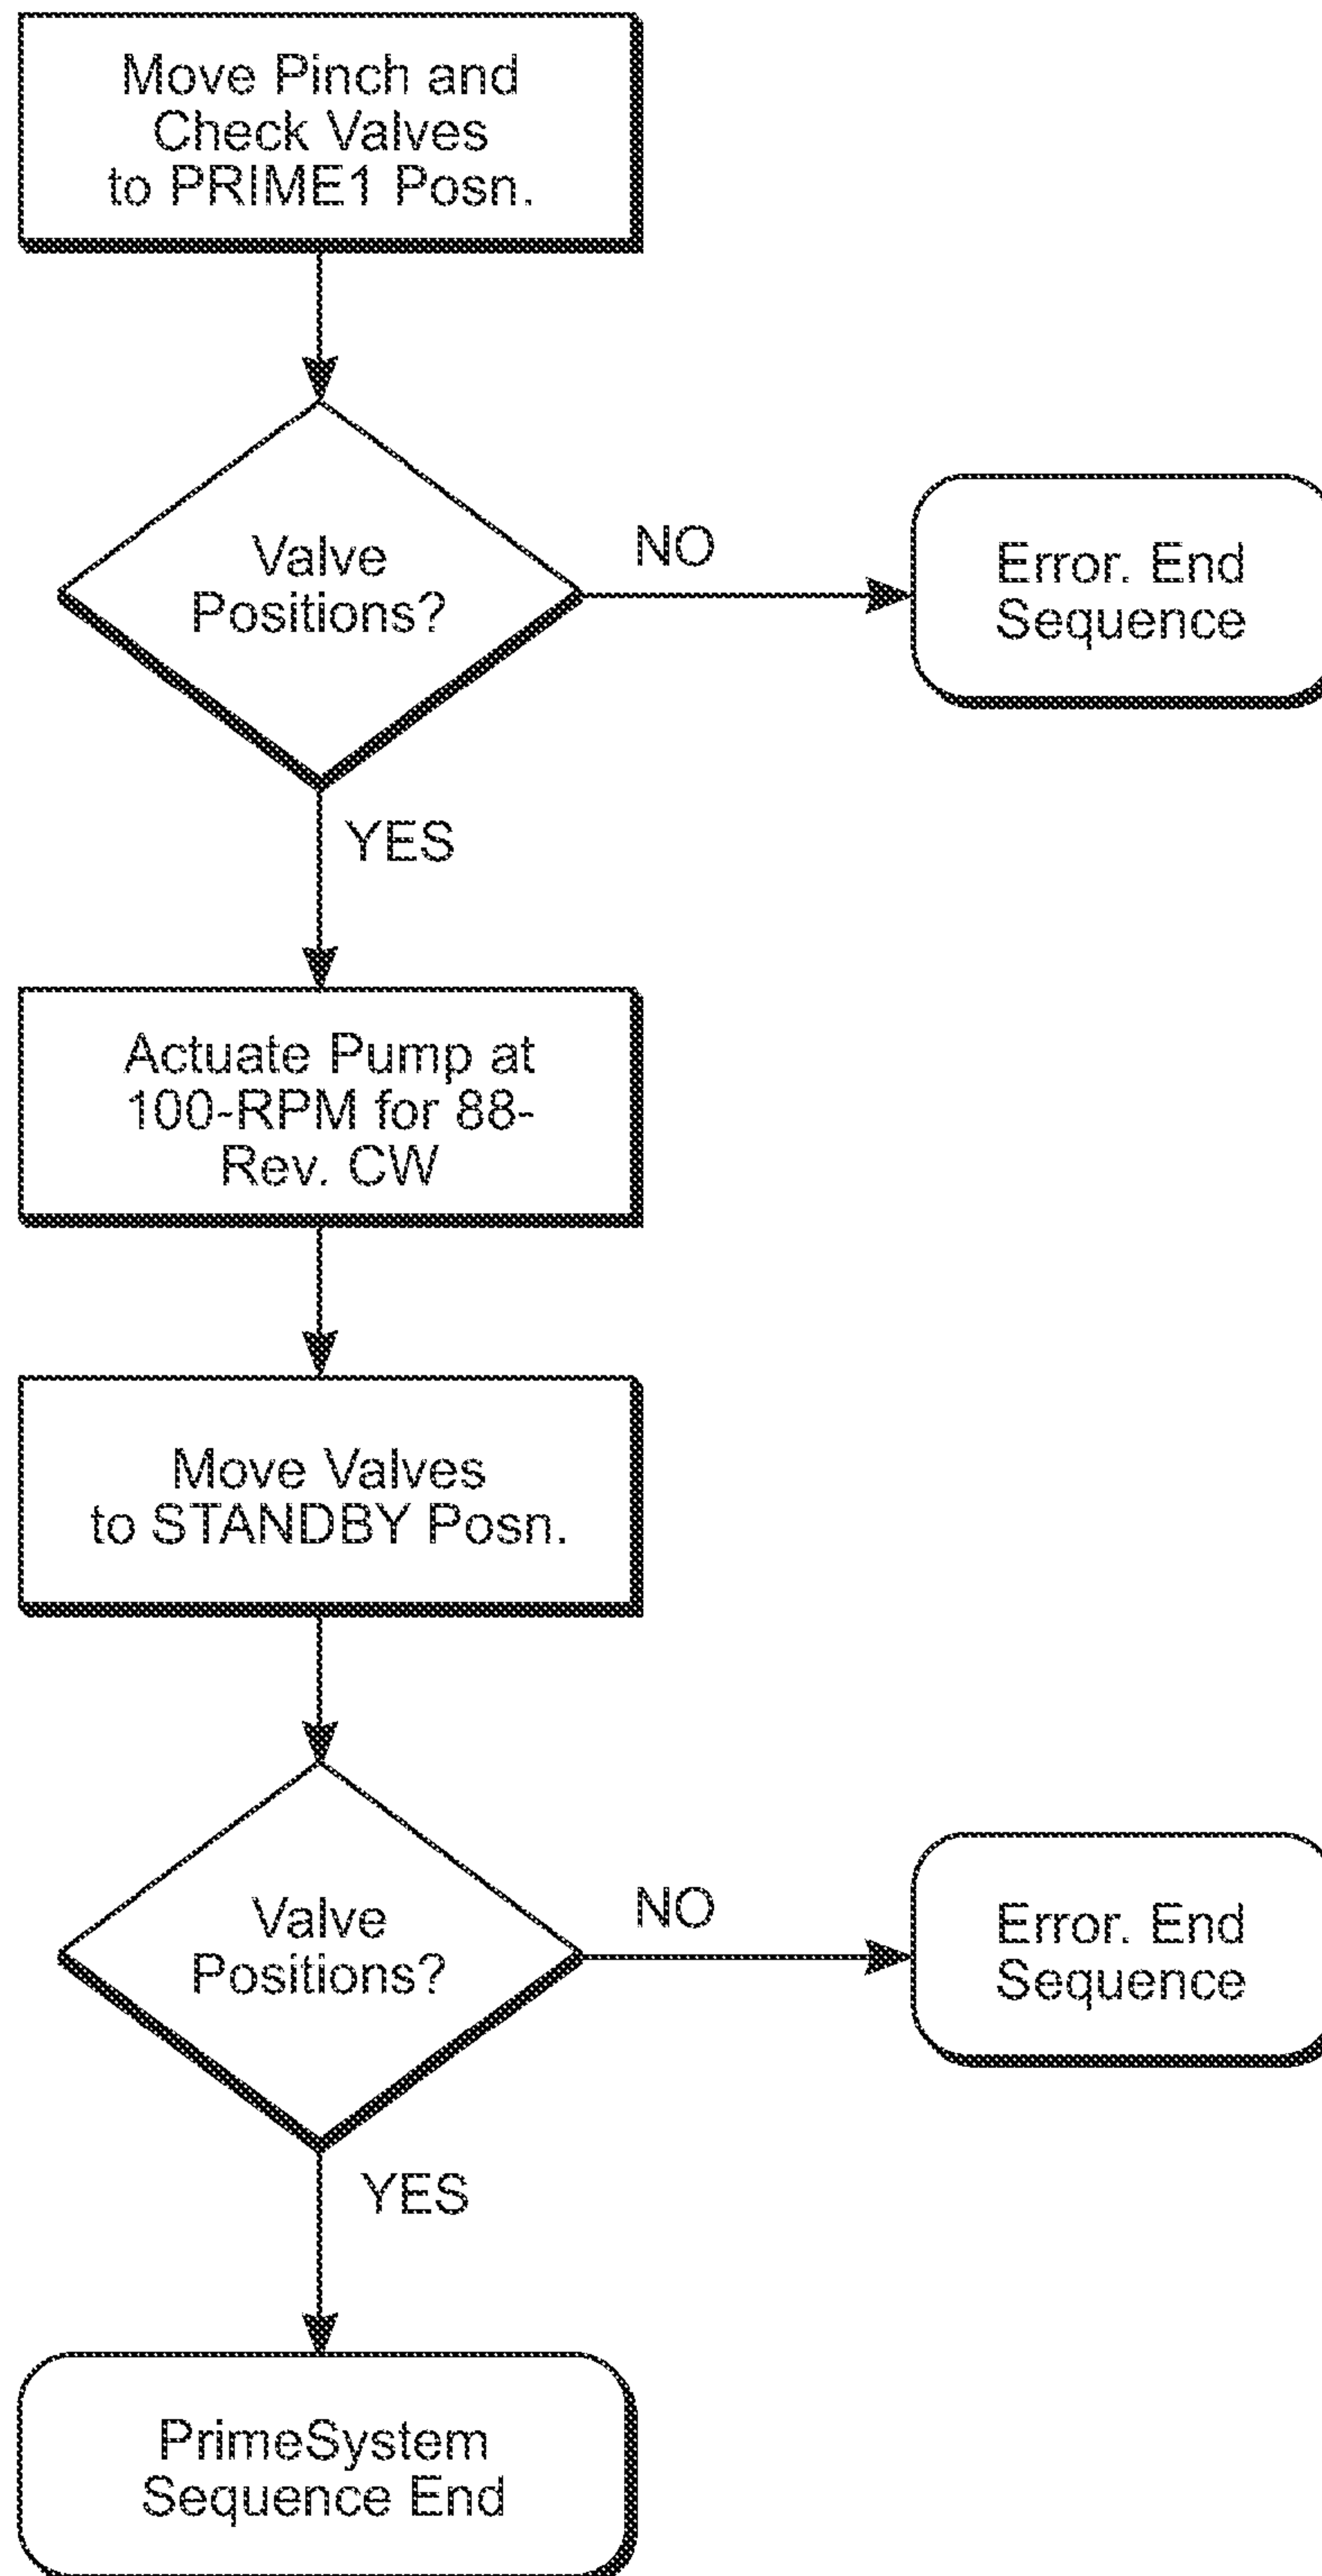 Move Pinch and
Check Valves
to PRIME1 Posn.
Valve
Positions?
NO
Error. End
Sequence
YES
Actuate Pump at
100-RPM for 88-
Rev. CW
Move Valves
to STANDBY Posn.
Valve
Positions?
NO
Error. End
Sequence
YES
PrimeSystem
Sequence End